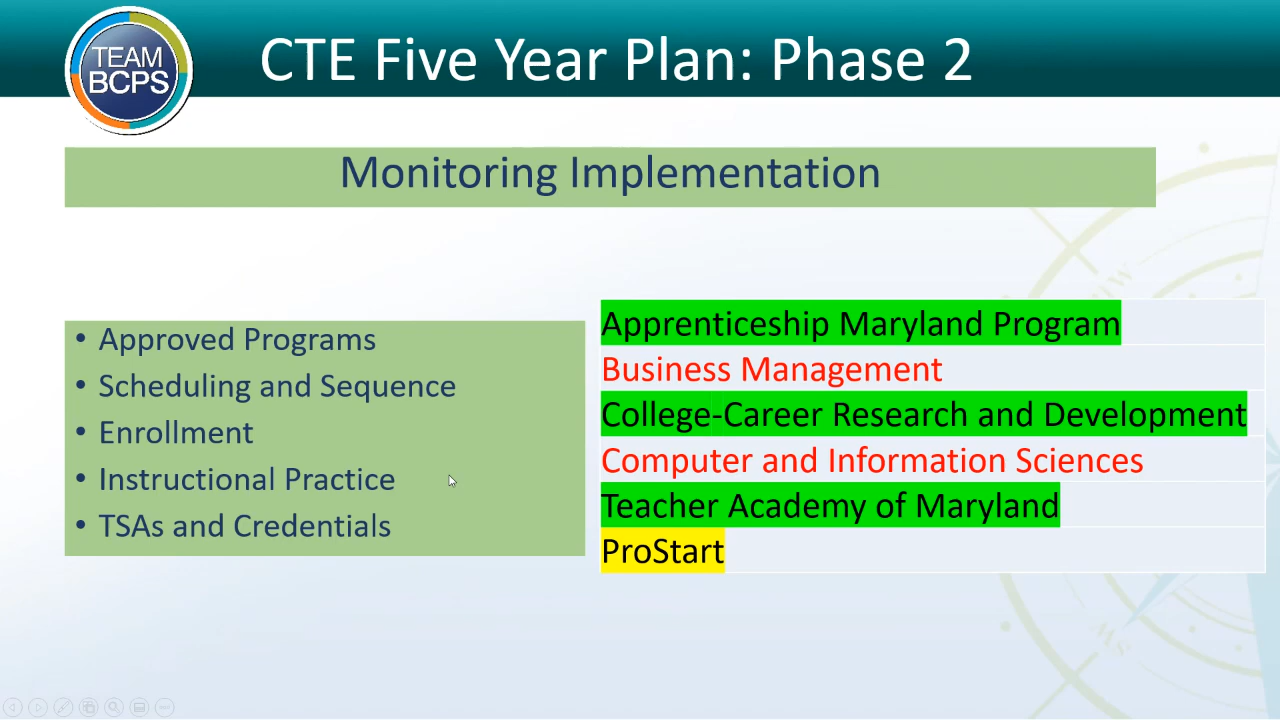 TEAM
BCPS
CTE Five Year Plan: Phase 2
Monitoring Implementation
• Approved Programs
• Scheduling and Sequence
• Enrollment
• Instructional Practice
• TSAs and Credentials
Apprenticeship Maryland Program
Business Management
College-Career Research and Development
Computer and Information Sciences
Teacher Academy of Maryland
ProStart